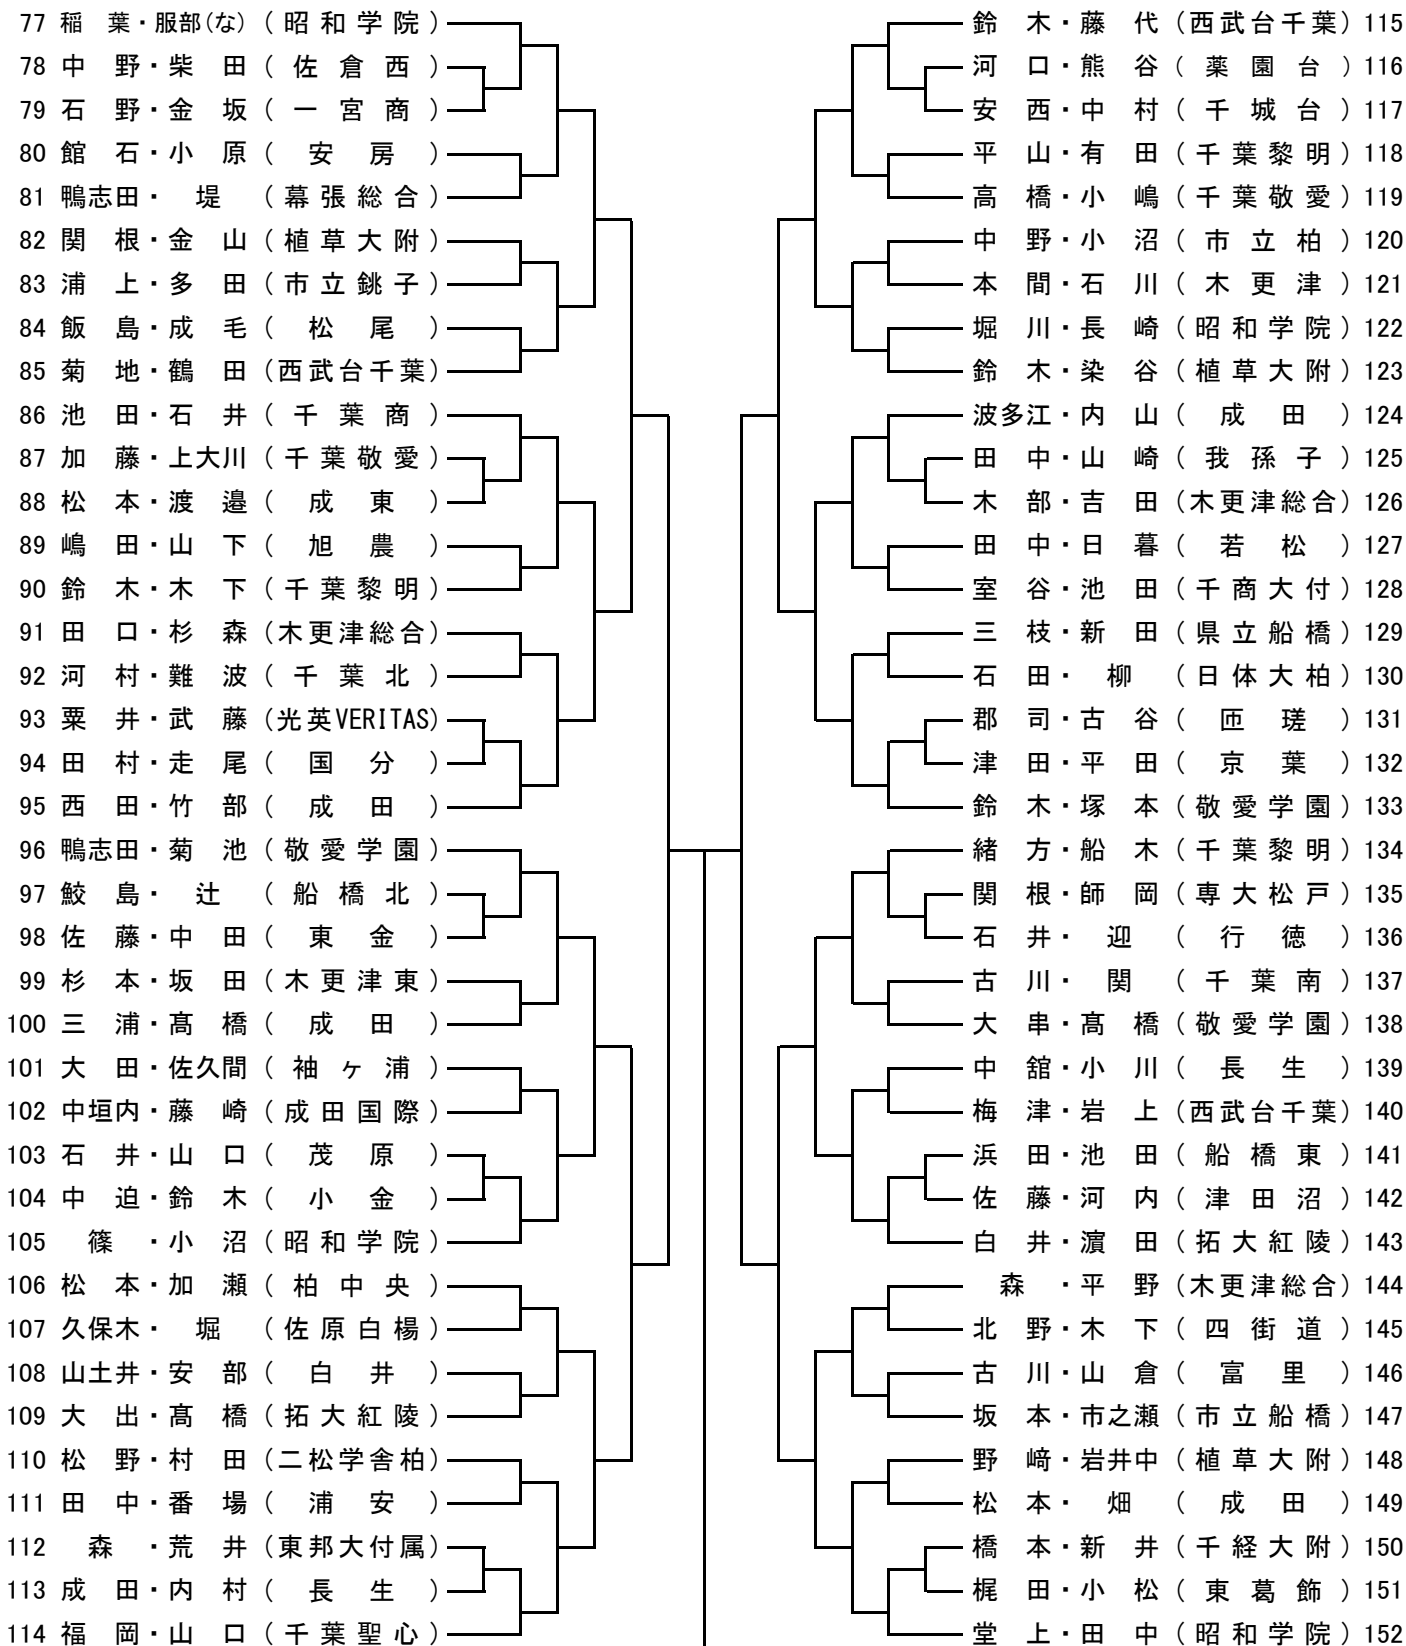 77 稲 葉・服部(な) (昭和学院)
78 中 野・柴 田 (佐倉西)
79 石 野・金 坂 (一宮商)
80 館 石・小 原 (安房)
81 鴨志田・ 堤 (幕張総合)
82 関 根・金 山 (植草大附)
83 浦 上・多 田 (市立銚子)
84 飯 島・成 毛 (松尾)
85 菊 地・鶴 田 (西武台千葉)
86 池 田・石 井 (千葉商)
87 加 藤・上大川 (千葉敬愛)
88 松 本・渡 邉 (成東)
89 嶋 田・山 下 (旭農)
90 鈴 木・木 下 (千葉黎明)
91 田 口・杉 森 (木更津総合)
92 河 村・難 波 (千葉北)
93 粟 井・武 藤 (光英VERITAS)
94 田 村・走 尾 (国分)
95 西 田・竹 部 (成田)
96 鴨志田・菊 池 (敬愛学園)
97 鮫 島・ 辻 (船橋北)
98 佐 藤・中 田 (東金)
99 杉 本・坂 田 (木更津東)
100 三 浦・髙 橋 (成田)
101 大 田・佐久間 (袖ヶ浦)
102 中垣内・藤 崎 (成田国際)
103 石 井・山 口 (茂原)
104 中 迫・鈴 木 (小金)
105 篠 ・小 沼 (昭和学院)
106 松 本・加 瀬 (柏中央)
107 久保木・ 堀 (佐原白楊)
108 山土井・安 部 (白井)
109 大 出・髙 橋 (拓大紅陵)
110 松 野・村 田 (二松学舎柏)
111 田 中・番 場 (浦安)
112 森 ・荒 井 (東邦大付属)
113 成 田・内 村 (長生)
114 福 岡・山 口 (千葉聖心)
鈴 木・藤 代 (西武台千葉) 115
河 口・熊 谷 (薬園台) 116
安 西・中 村 (千城台) 117
平 山・有 田 (千葉黎明) 118
高 橋・小 嶋 (千葉敬愛) 119
中 野・小 沼 (市立柏) 120
本 間・石 川 (木更津) 121
堀 川・長 崎 (昭和学院) 122
鈴 木・染 谷 (植草大附) 123
波多江・内 山 (成田) 124
田 中・山 崎 (我孫子) 125
木 部・吉 田 (木更津総合) 126
田 中・日 暮 (若松) 127
室 谷・池 田 (千商大付) 128
三 枝・新 田 (県立船橋) 129
石 田・ 柳 (日体大柏) 130
郡 司・古 谷 (匝瑳) 131
津 田・平 田 (京葉) 132
鈴 木・塚 本 (敬愛学園) 133
緒 方・船 木 (千葉黎明) 134
関 根・師 岡 (専大松戸) 135
石 井・ 迎 (行徳) 136
古 川・ 関 (千葉南) 137
大 串・髙 橋 (敬愛学園) 138
中 舘・小 川 (長生) 139
梅 津・岩 上 (西武台千葉) 140
浜 田・池 田 (船橋東) 141
佐 藤・河 内 (津田沼) 142
白 井・濵 田 (拓大紅陵) 143
森 ・平 野 (木更津総合) 144
北 野・木 下 (四街道) 145
古 川・山 倉 (富里) 146
坂 本・市之瀬 (市立船橋) 147
野 﨑・岩井中 (植草大附) 148
松 本・ 畑 (成田) 149
橋 本・新 井 (千経大附) 150
梶 田・小 松 (東葛飾) 151
堂 上・田 中 (昭和学院) 152